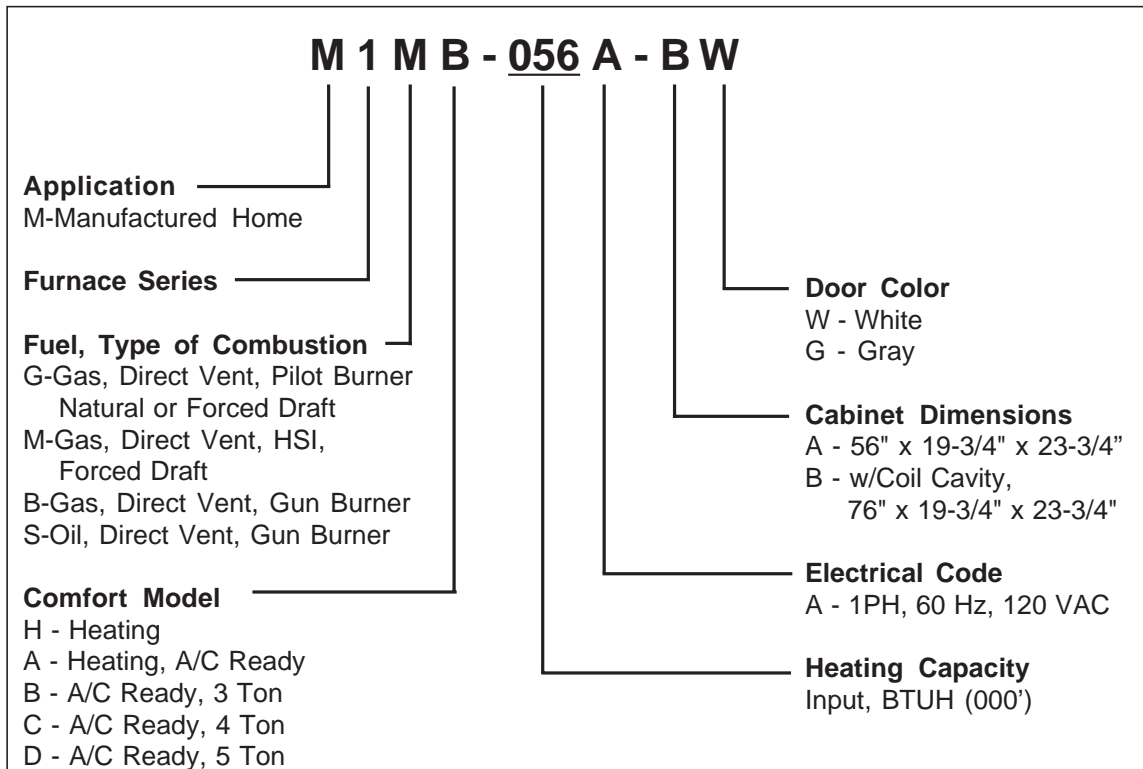 M 1 M B - 056 A - B W
Application
M-Manufactured Home
Furnace Series
Fuel, Type of Combustion
G-Gas, Direct Vent, Pilot Burner
Natural or Forced Draft
M-Gas, Direct Vent, HSI,
Forced Draft
B-Gas, Direct Vent, Gun Burner
S-Oil, Direct Vent, Gun Burner
Comfort Model
H - Heating
A - Heating, A/C Ready
B - A/C Ready, 3 Ton
C - A/C Ready, 4 Ton
D - A/C Ready, 5 Ton
Door Color
W - White
G - Gray
Cabinet Dimensions
A - 56" x 19-3/4" x 23-3/4”
B - w/Coil Cavity,
76" x 19-3/4" x 23-3/4"
Electrical Code
A - 1PH, 60 Hz, 120 VAC
Heating Capacity
Input, BTUH (000’)